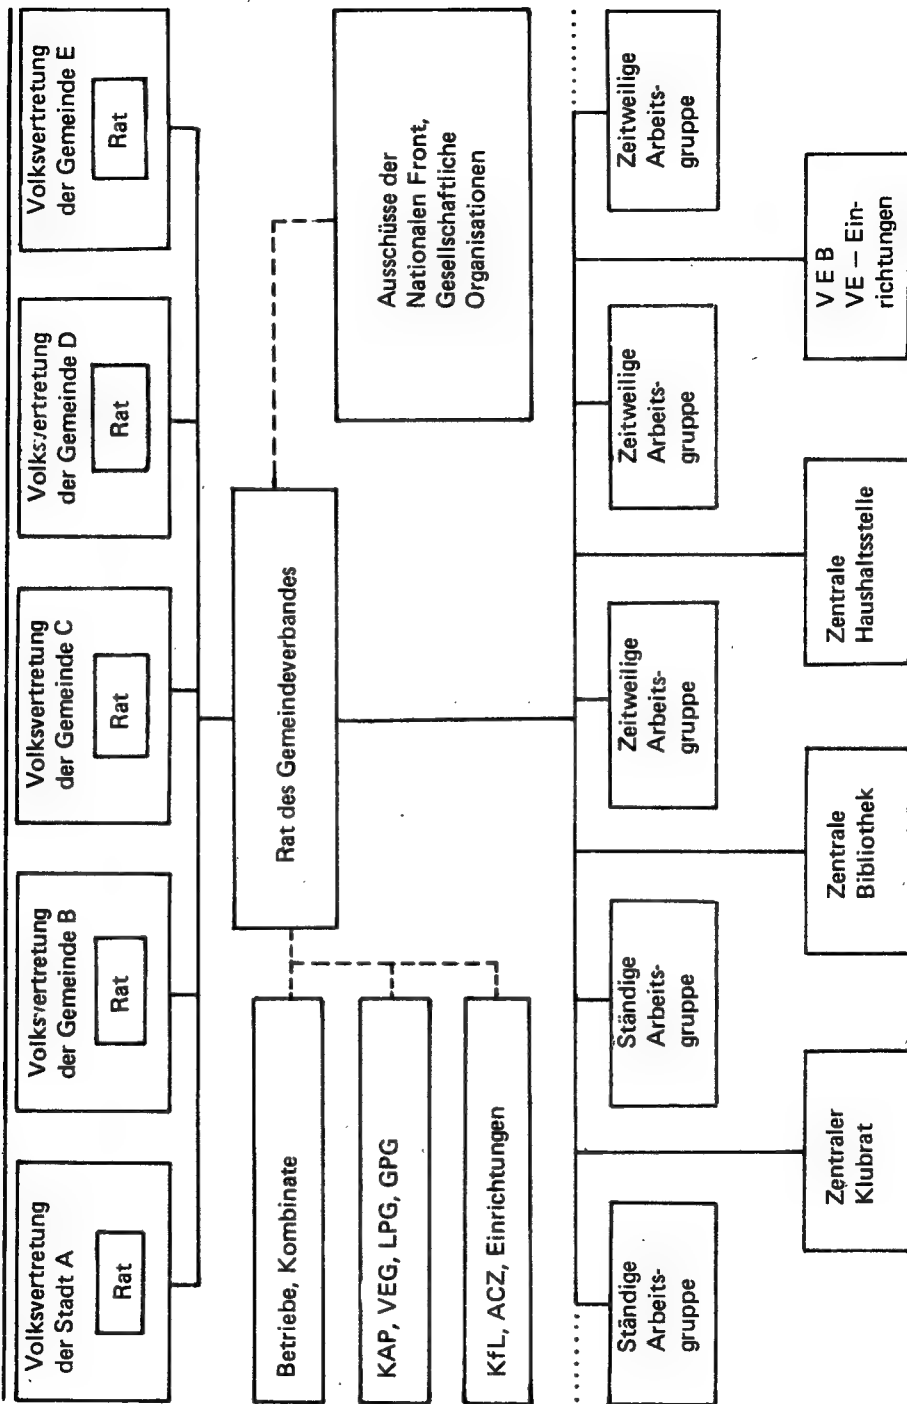 Volksvertretung
der Stadt A
Rat
Volksvertretung
der Gemeinde B
Rat
Volksvertretung
der Gemeinde C
Rat
Volksvertretung
der Gemeinde D
Rat
Volksvertretung
der Gemeinde E
Rat
Rat des Gemeindeverbandes
Betriebe, Kombinate
KAP, VEG, LPG, GPG
KfL, ACZ, Einrichtungen
Ausschüsse der
Nationalen Front,
Gesellschaftliche
Organisationen
Ständige
Arbeits-
gruppe
Ständige
Arbeits-
gruppe
Zeitweilige
Arbeits-
gruppe
Zeitweilige
Arbeits-
gruppe
Zeitweilige
Arbeits-
gruppe
Zentraler
Klubrat
Zentrale
Bibliothek
Zentrale
Haushaltsstelle
V E B
VE – Ein-
richtungen